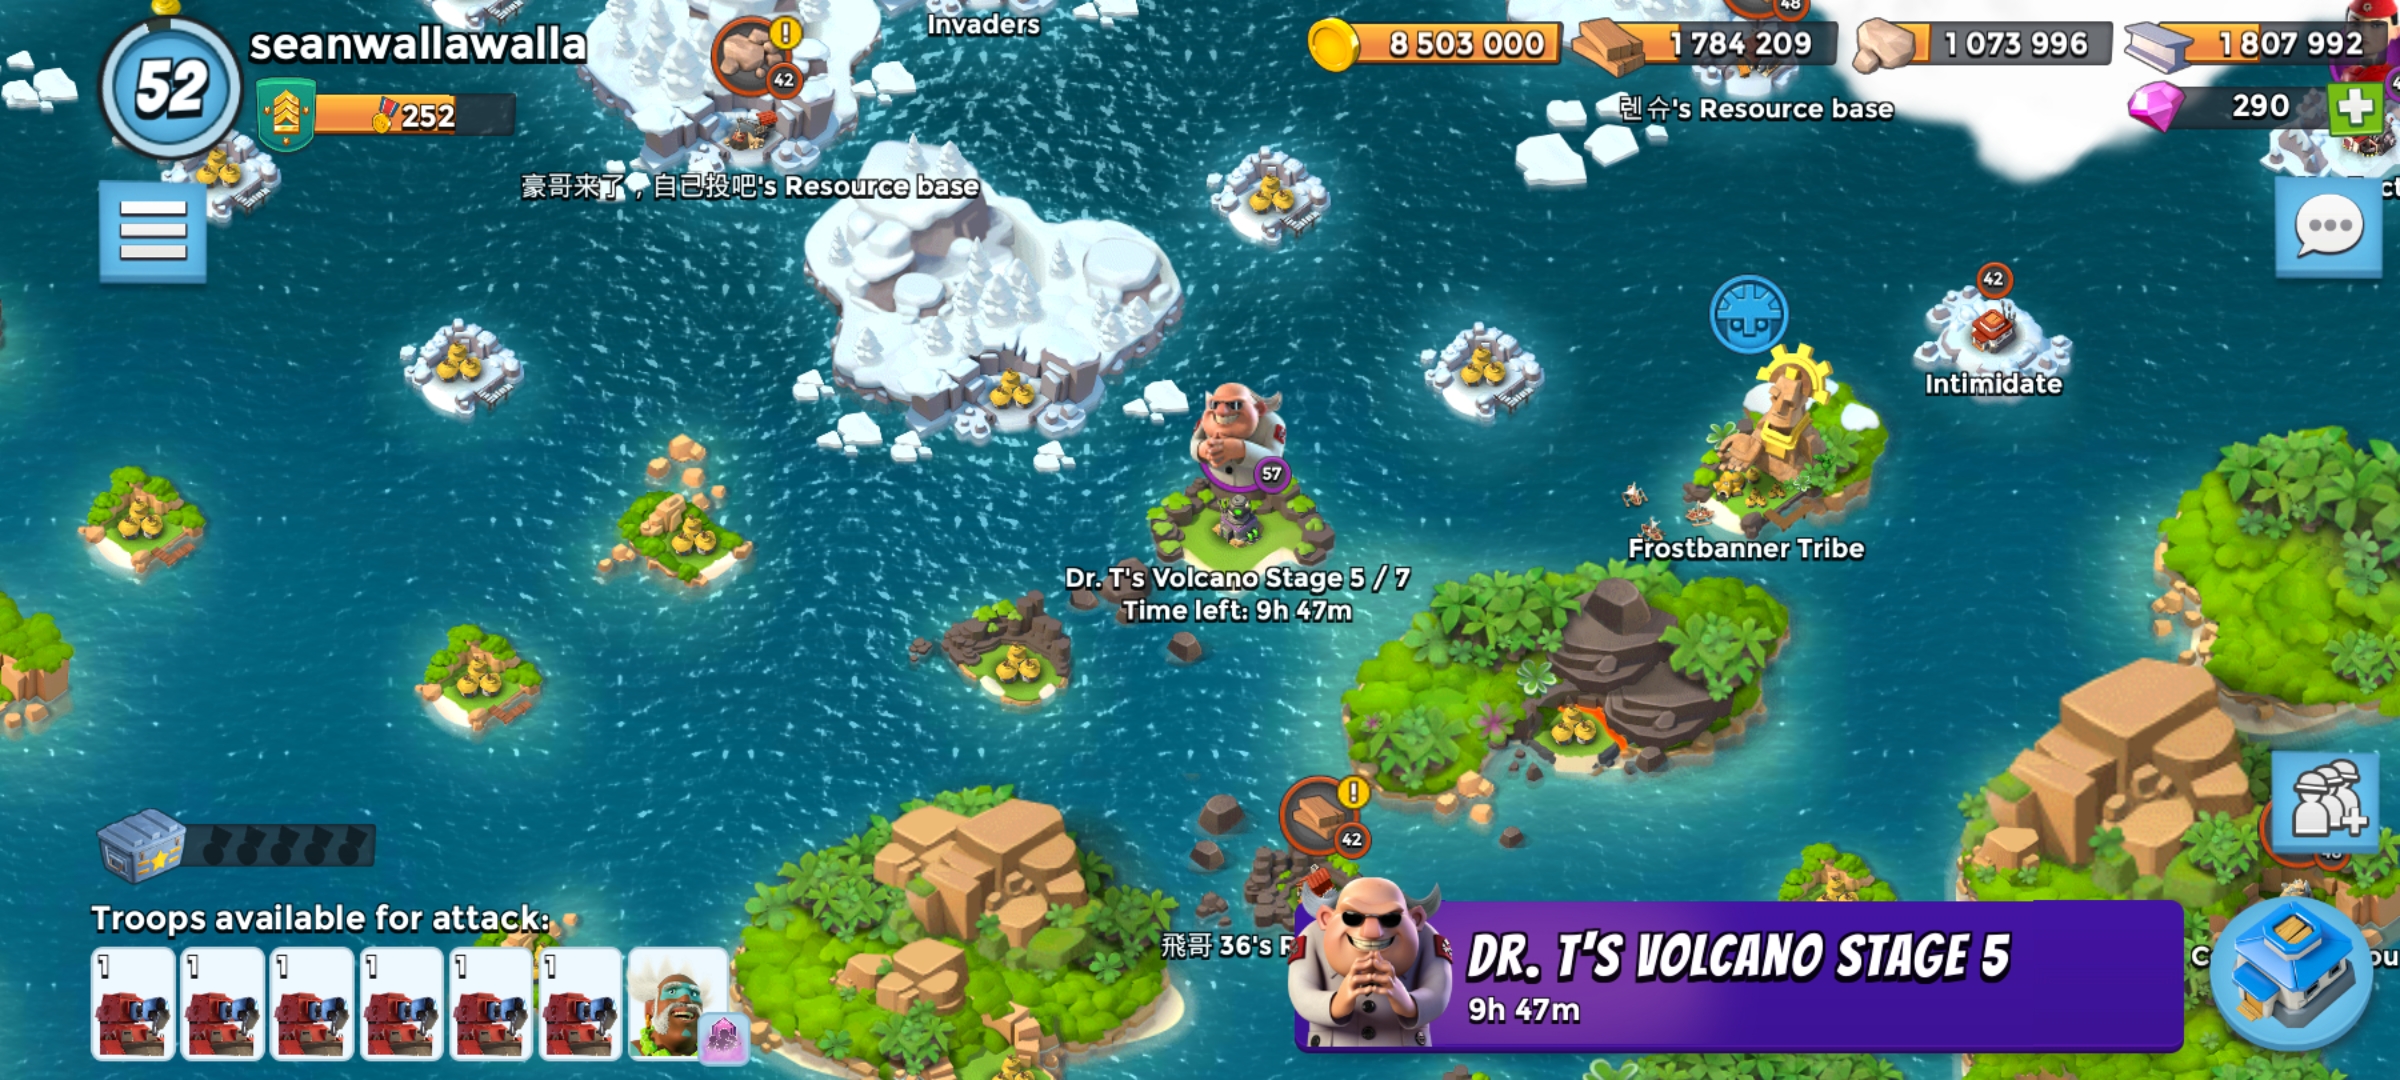 52
seanwallawalla
252
Invaders
42
豪哥来了，自已投吧's Resource base
48
8 503 000
1 784 209
1 073 996
1 807 992
290
렌슈's Resource base
42
Intimidate
57
Dr. T's Volcano Stage 5 / 7
Time left: 9h 47m
Frostbanner Tribe
42
飛哥 36's R
Troops available for attack:
1
1
1
1
1
1
DR. T'S VOLCANO STAGE 5
9h 47m